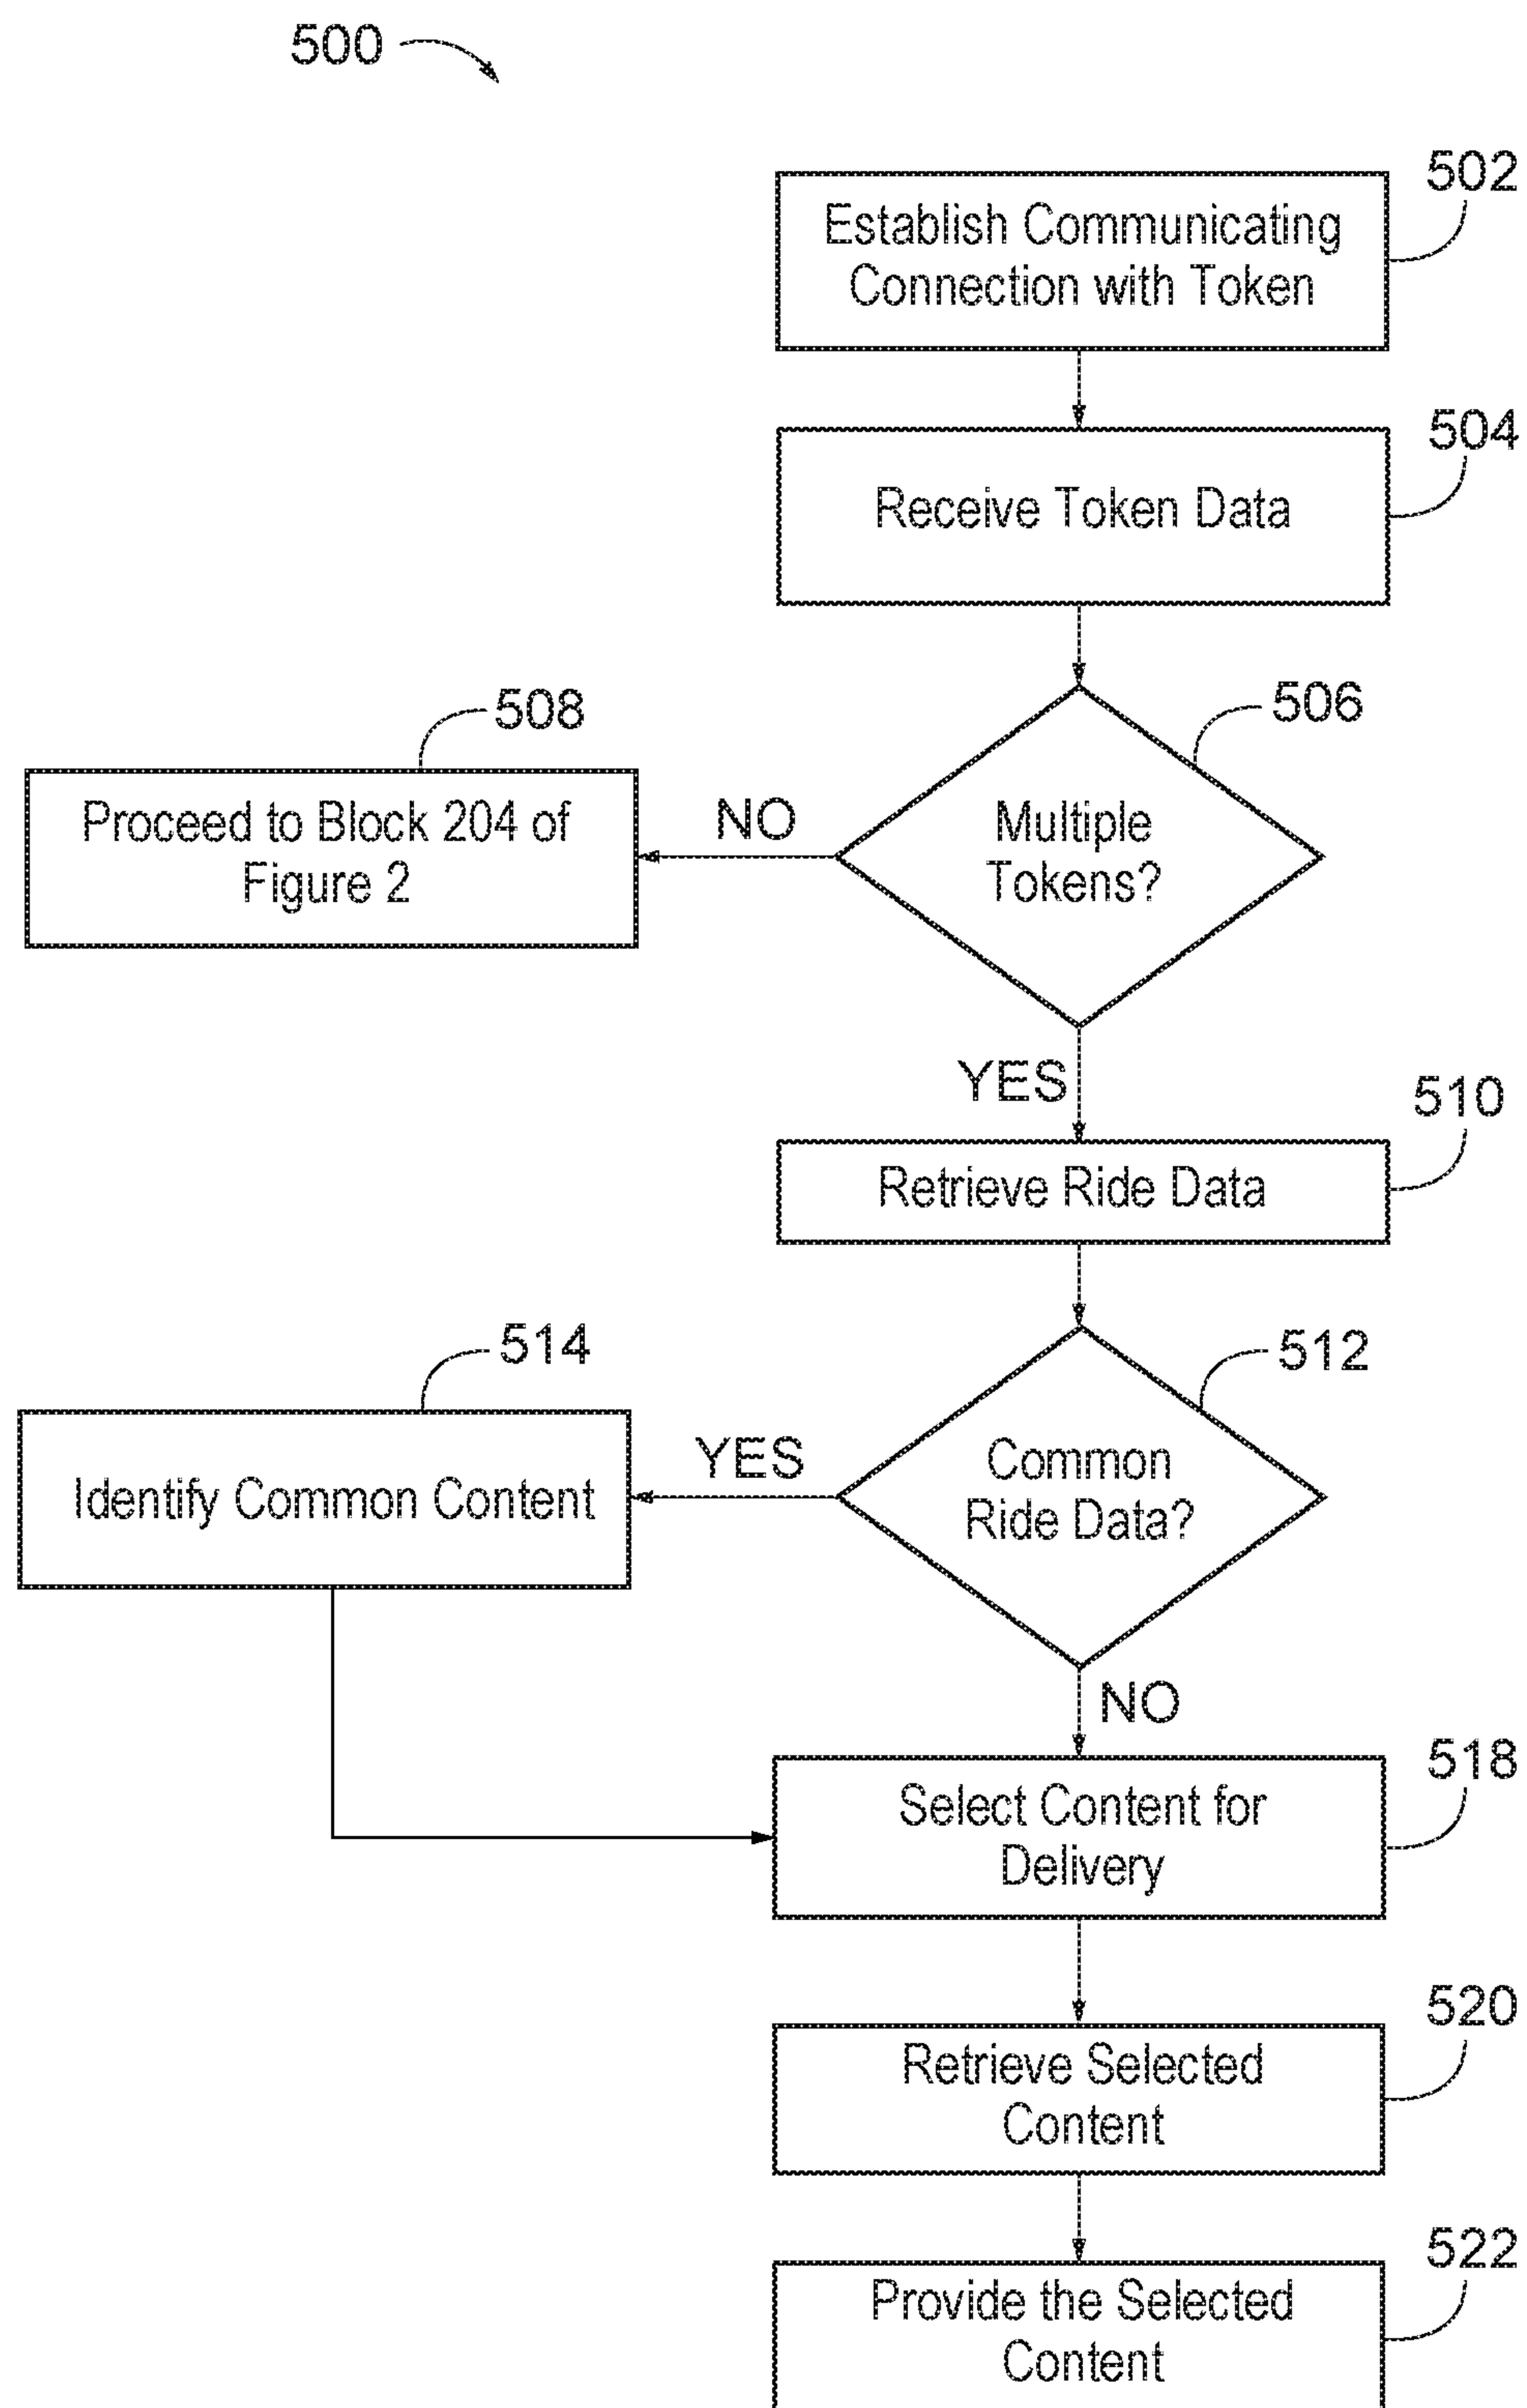 500
502
Establish Communicating
Connection with Token
504
Receive Token Data
506
508
Proceed to Block 204 of
Figure 2
NO
Multiple
Tokens?
YES
510
Retrieve Ride Data
512
514
Identify Common Content
YES
Common
Ride Data?
NO
518
Select Content for
Delivery
520
Retrieve Selected
Content
522
Provide the Selected
Content